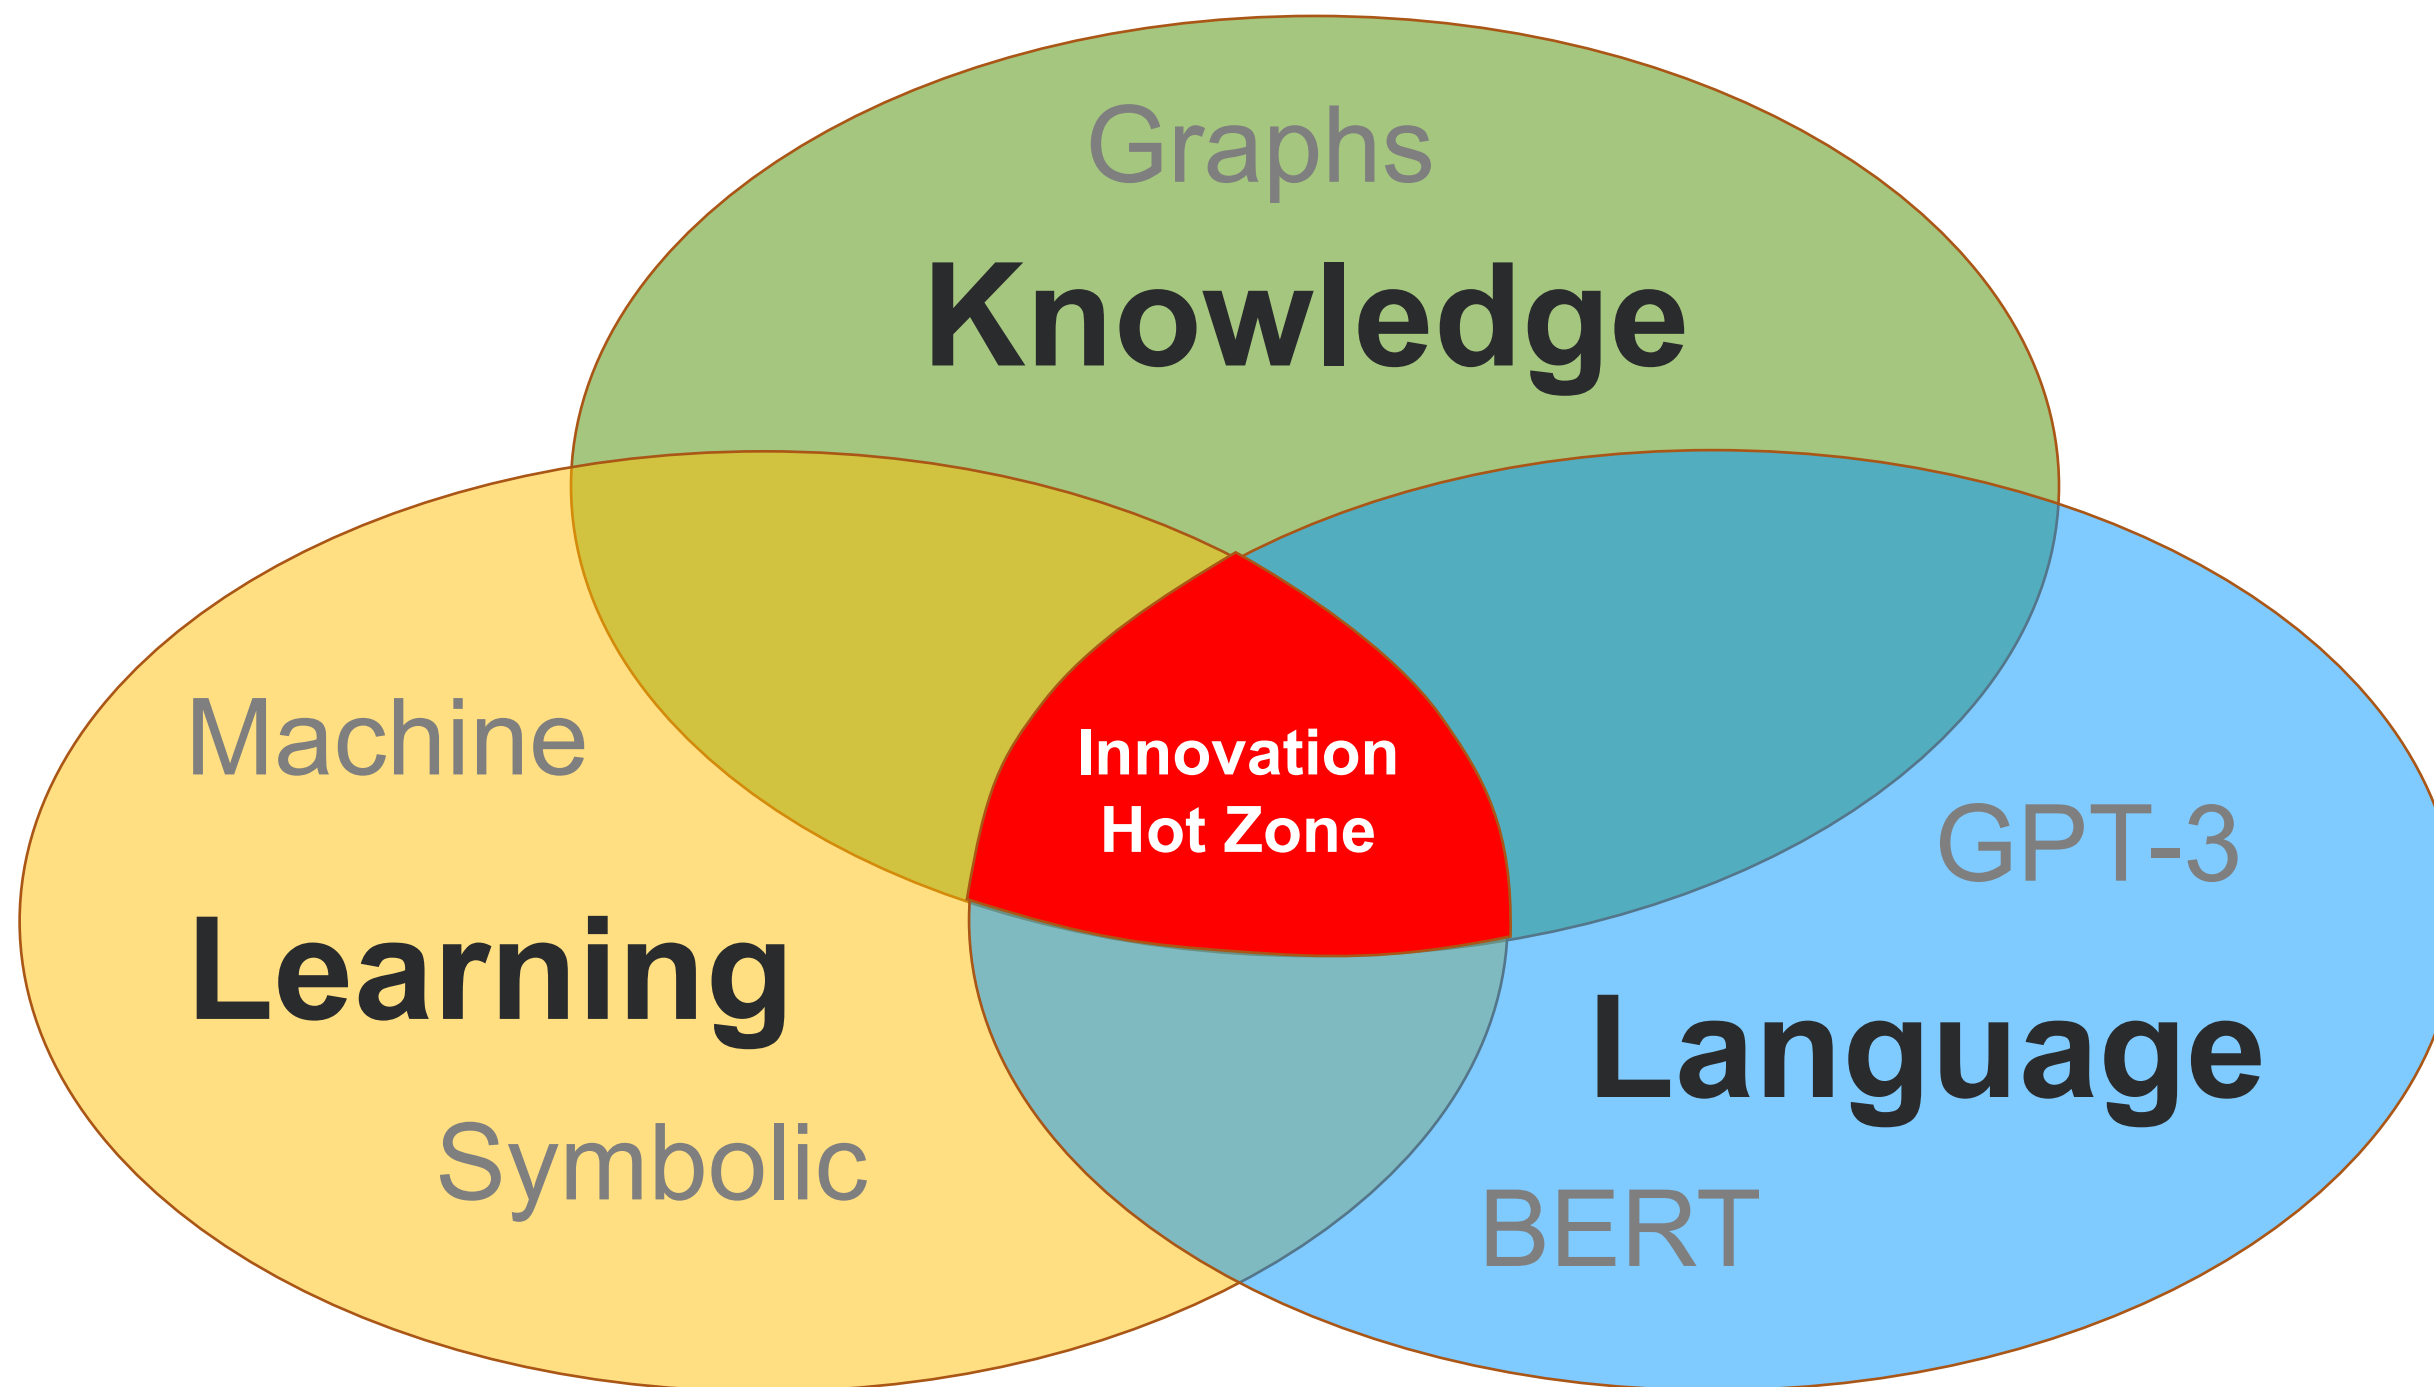 Graphs
Knowledge
Machine
Learning
Symbolic
Innovation
Hot Zone
GPT-3
Language
BERT